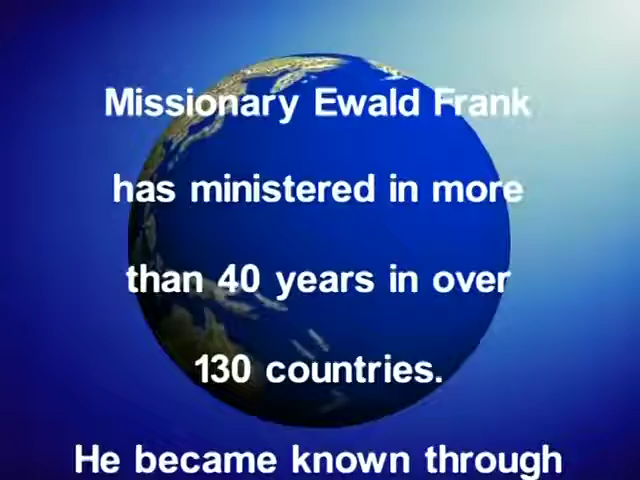 Missionary Ewald Frank
has ministered in more
than 40 years in over
130 countries.
He became known through